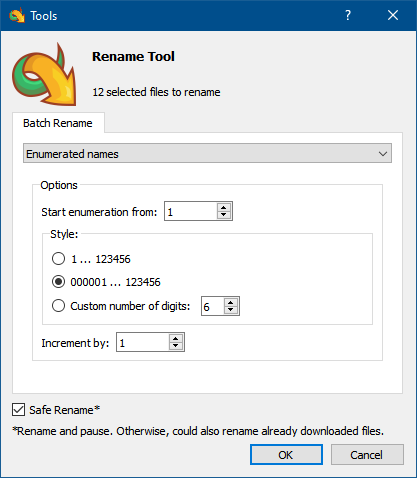 Tools
Rename Tool
12 selected files to rename
Batch Rename
Enumerated names
Options
Start enumeration from: 1
Style:
1 ... 123456
000001 ... 123456
Custom number of digits: 6
Increment by: 1
Safe Rename*
*Rename and pause. Otherwise, could also rename already downloaded files.
OK Cancel